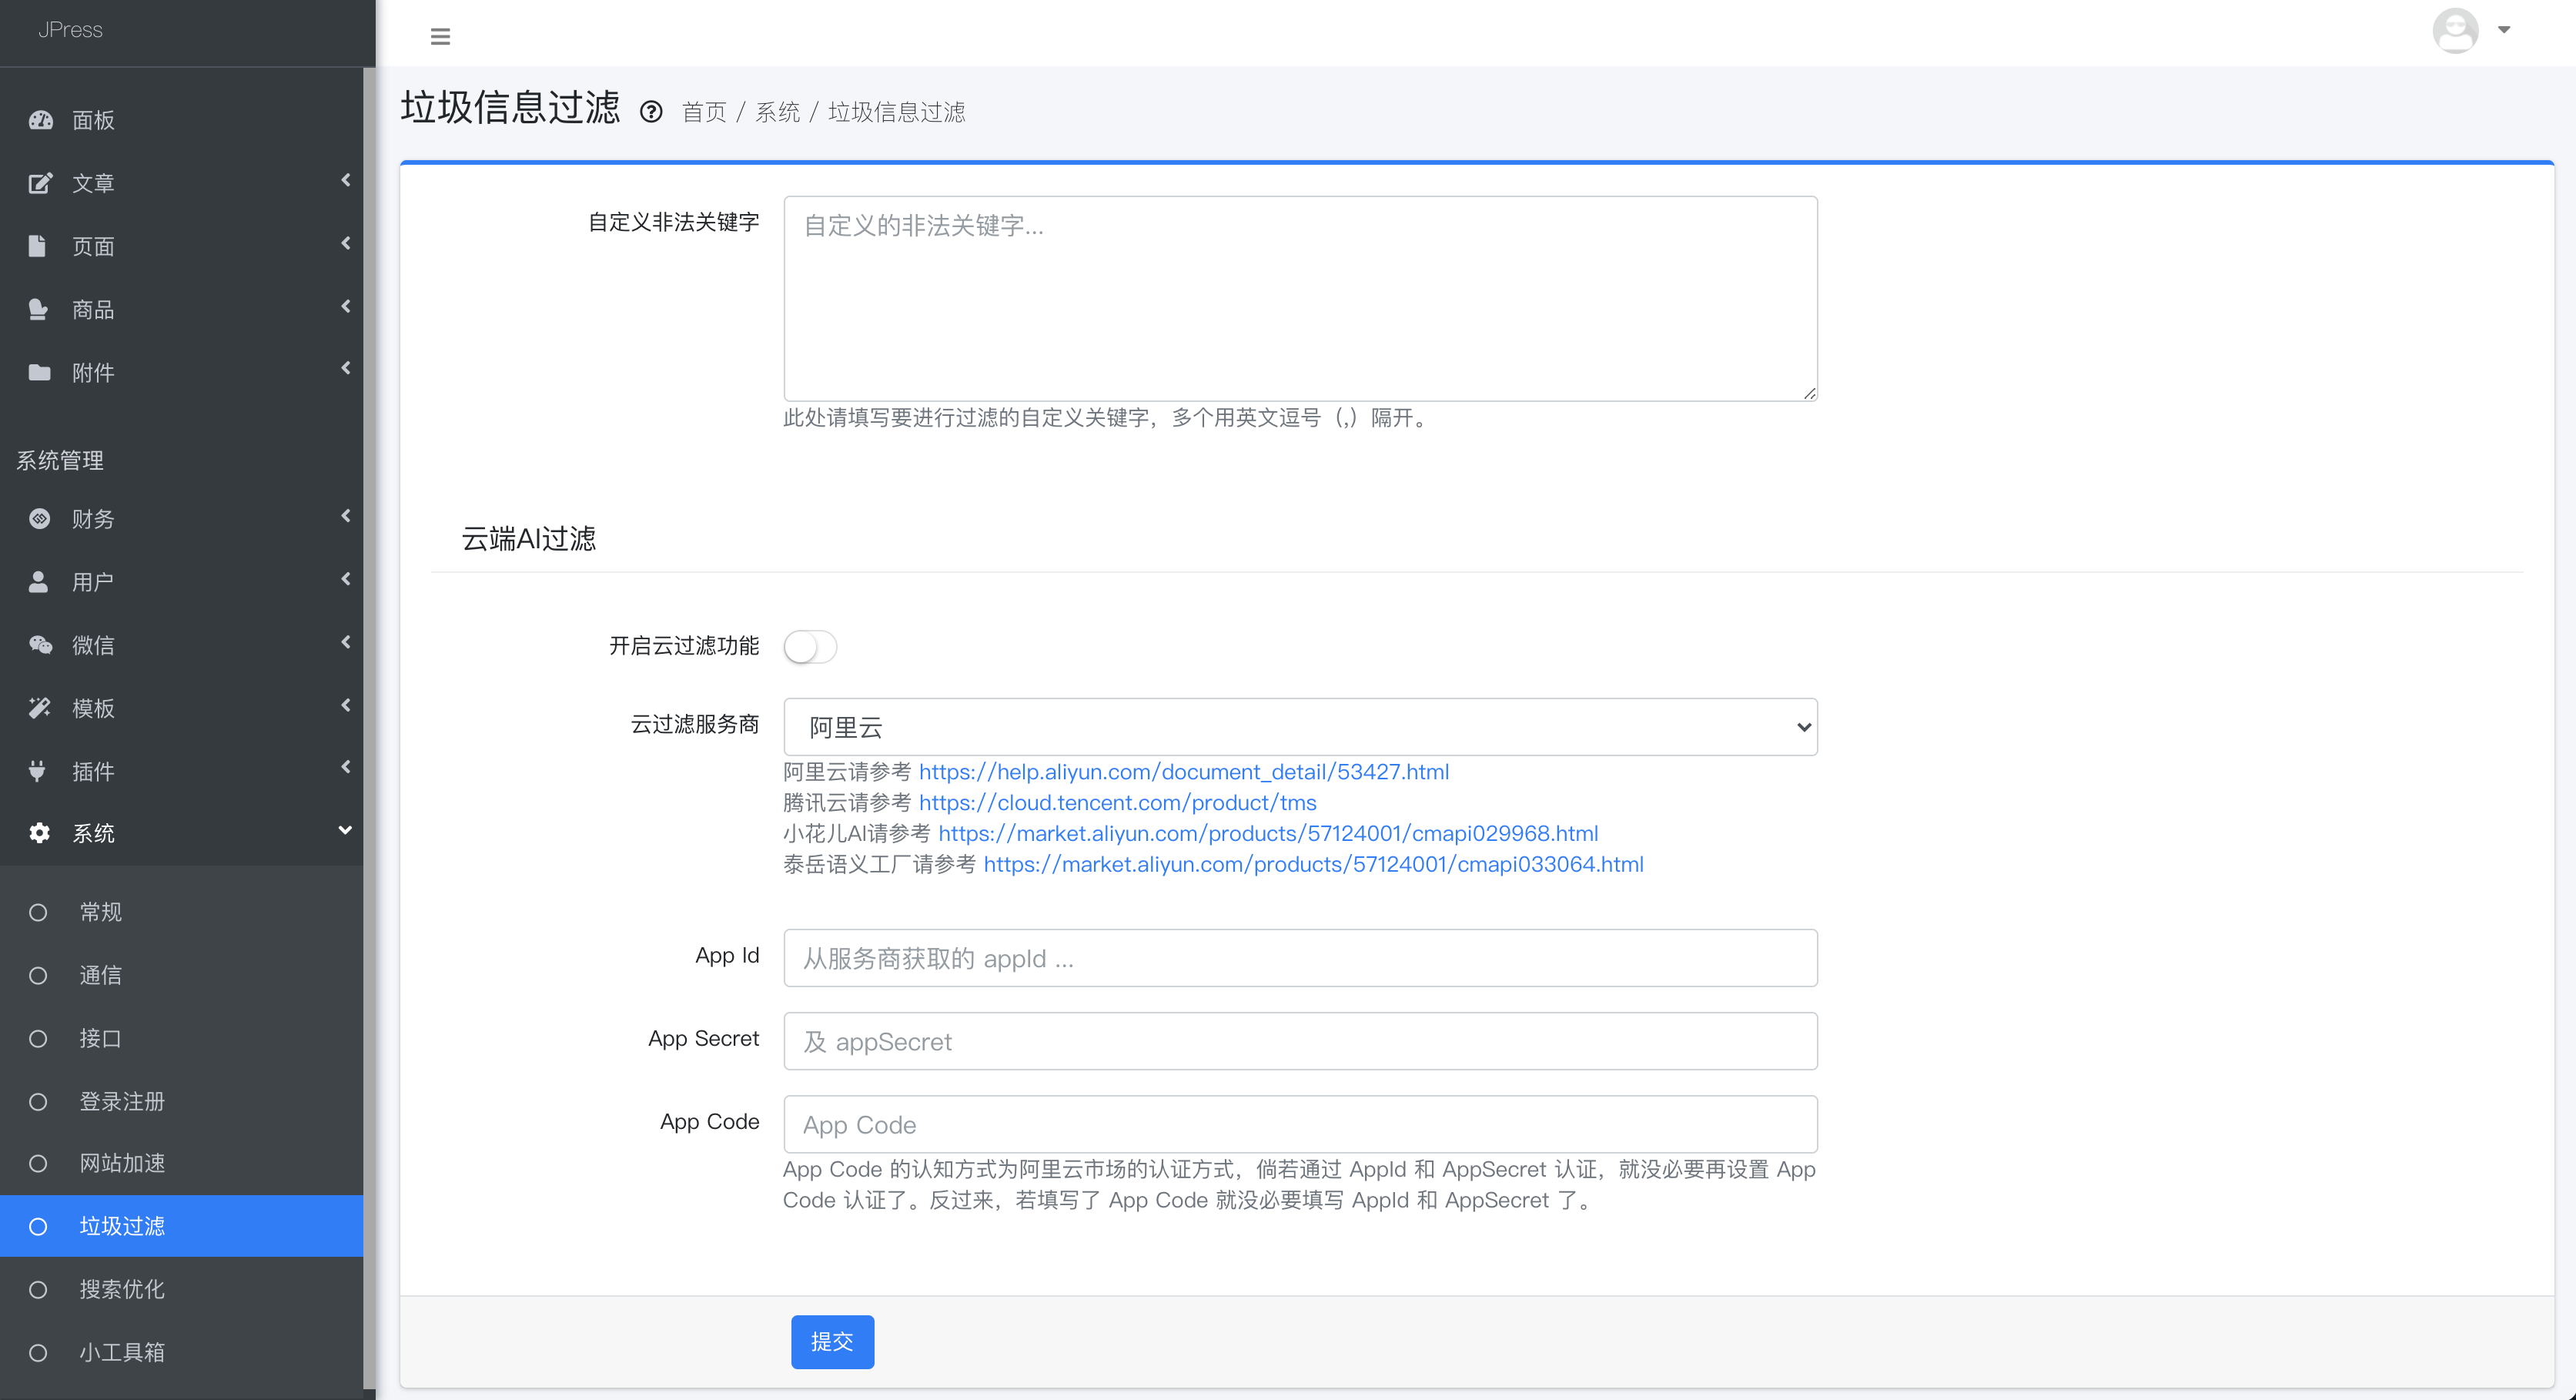 JPress
面板
文章
页面
商品
附件
系统管理
财务
用户
微信
模板
插件
系统
常规
通信
接口
登录注册
网站加速
垃圾过滤
搜索优化
小工具箱
垃圾信息过滤 首页 / 系统 / 垃圾信息过滤
自定义非法关键字 自定义的非法关键字...
此处请填写要进行过滤的自定义关键字，多个用英文逗号（,）隔开。
云端AI过滤
开启云过滤功能
云过滤服务商 阿里云
阿里云请参考 https://help.aliyun.com/document_detail/53427.html
腾讯云请参考 https://cloud.tencent.com/product/tms
小花儿AI请参考 https://market.aliyun.com/products/57124001/cmapi029968.html
泰岳语义工厂请参考 https://market.aliyun.com/products/57124001/cmapi033064.html
App Id 从服务商获取的 appId ...
App Secret 及 appSecret
App Code App Code
App Code 的认知方式为阿里云市场的认证方式，倘若通过 AppId 和 AppSecret 认证，就没必要再设置 App
Code 认证了。反过来，若填写了 App Code 就没必要填写 AppId 和 AppSecret 了。
提交